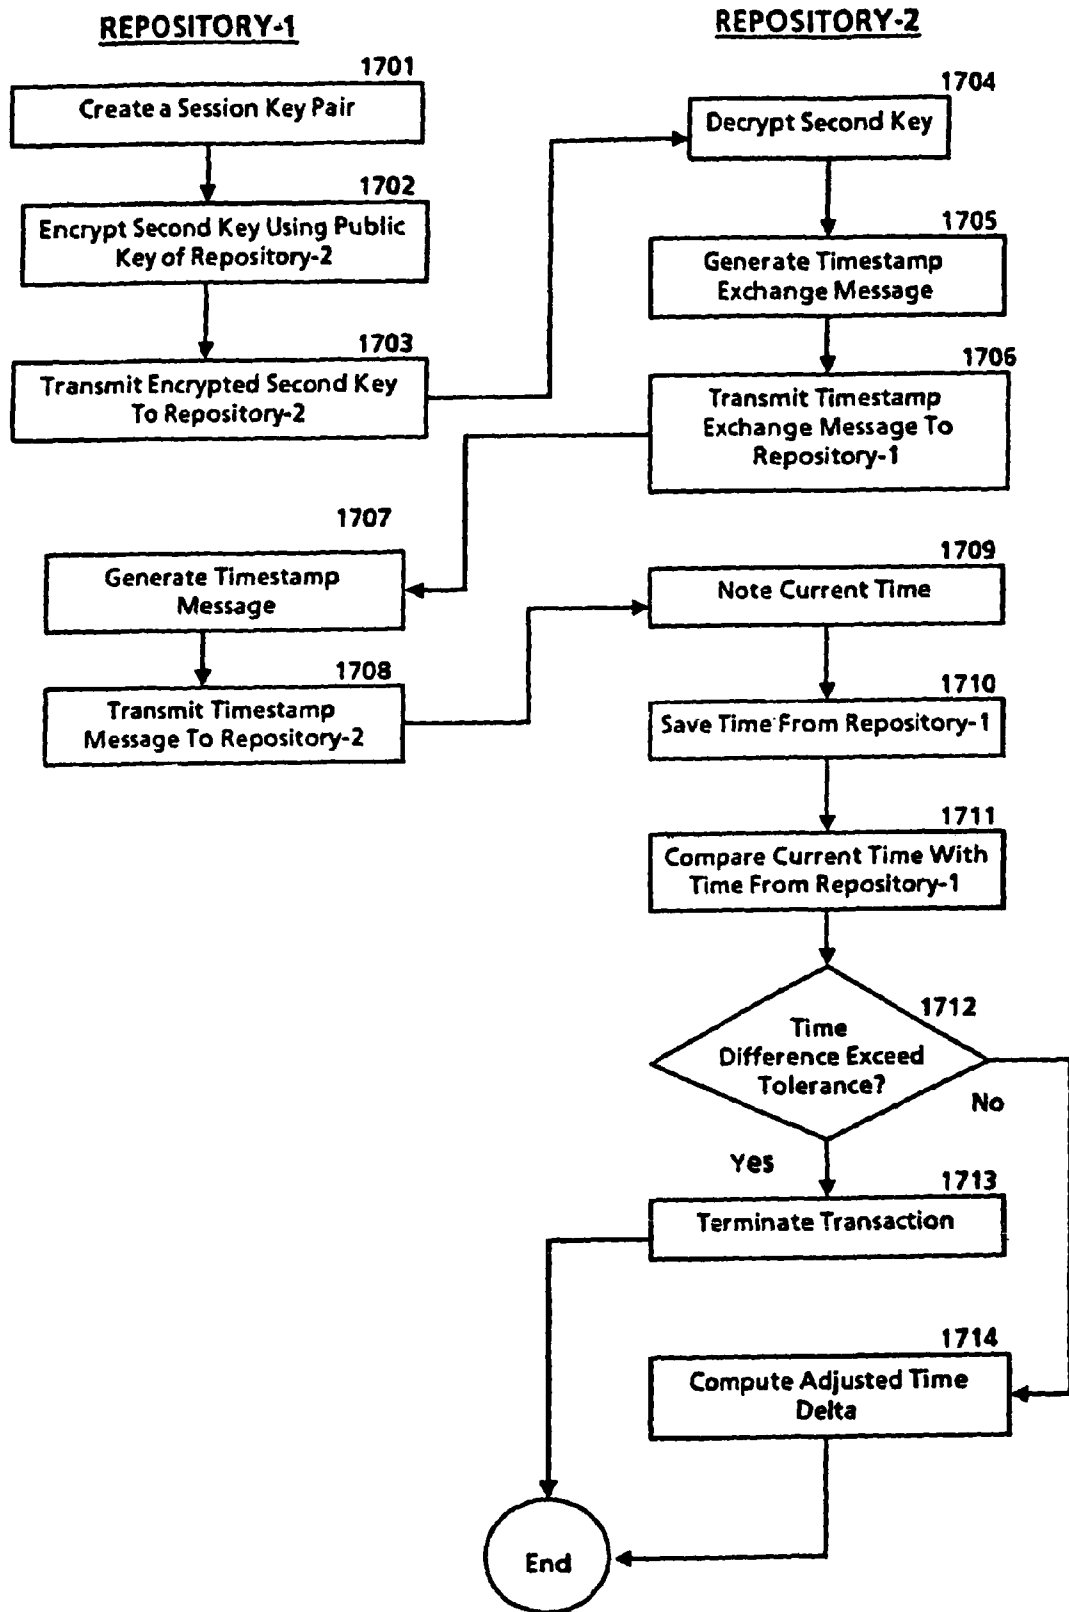 REPOSITORY-1
1701
Create a Session Key Pair
1702
Encrypt Second Key Using Public
Key of Repository-2
1703
Transmit Encrypted Second Key
To Repository-2
REPOSITORY-2
1704
Decrypt Second Key
1705
Generate Timestamp
Exchange Message
1706
Transmit Timestamp
Exchange Message To
Repository-1
1707
Generate Timestamp
Message
1708
Transmit Timestamp
Message To Repository-2
1709
Note Current Time
1710
Save Time From Repository-1
1711
Compare Current Time With
Time From Repository-1
1712
Time
Difference Exceed
Tolerance?
No
Yes
1713
Terminate Transaction
1714
Compute Adjusted Time
Delta
End